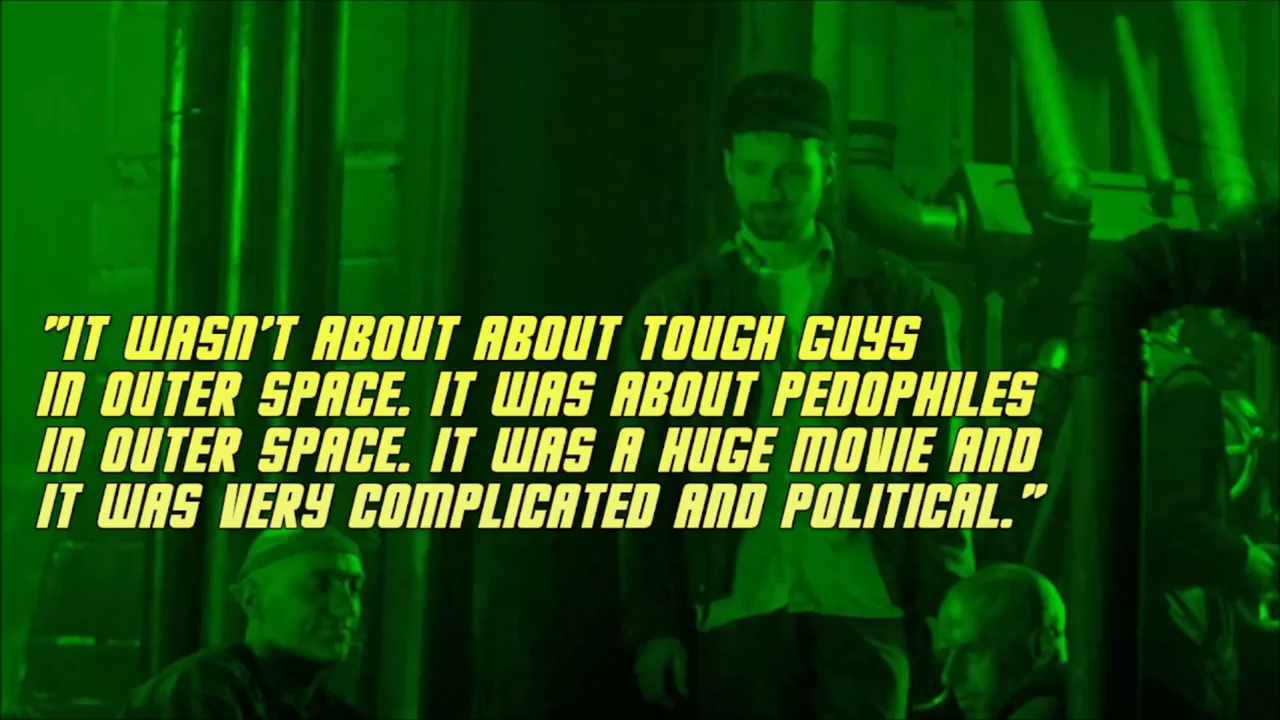 "IT WASN'T ABOUT ABOUT TOUGH GUYS
IN OUTER SPACE. IT WAS ABOUT PEDOPHILES
IN OUTER SPACE. IT WAS A HUGE MOVIE AND
IT WAS VERY COMPLICATED AND POLITICAL."